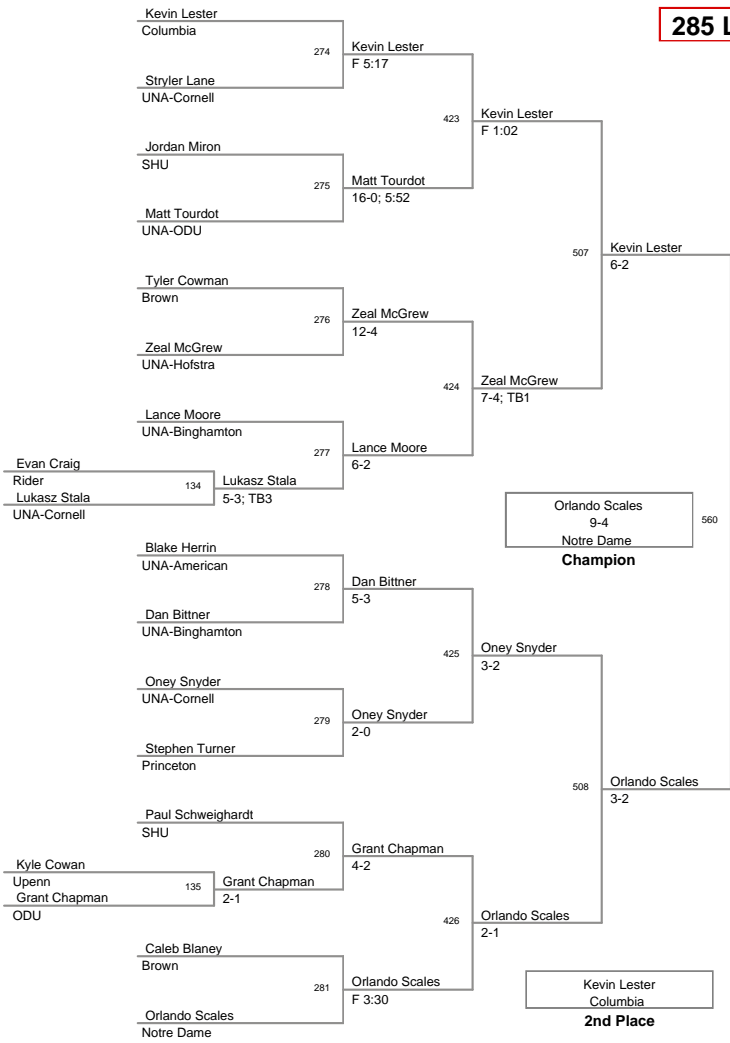 Kevin Lester
285 L
Columbia
274
Kevin Lester
F 5:17
Stryler Lane
UNA-Cornell
423
Kevin Lester
F 1:02
Jordan Miron
SHU
275
Matt Tourdot
16-0; 5:52
Matt Tourdot
UNA-ODU
507
Kevin Lester
6-2
Tyler Cowman
Brown
276
Zeal McGrew
12-4
Zeal McGrew
UNA-Hofstra
424
Zeal McGrew
7-4; TB1
Lance Moore
UNA-Binghamton
277
Lance Moore
6-2
Evan Craig
Rider
134
Lukasz Stala
5-3; TB3
Lukasz Stala
UNA-Cornell
Orlando Scales
9-4
Notre Dame
560
Champion
Blake Herrin
UNA-American
278
Dan Bittner
5-3
Dan Bittner
UNA-Binghamton
425
Oney Snyder
3-2
Oney Snyder
UNA-Cornell
279
Oney Snyder
2-0
Stephen Turner
Princeton
508
Orlando Scales
3-2
Paul Schweighardt
SHU
280
Grant Chapman
4-2
Kyle Cowan
Upenn
135
Grant Chapman
2-1
Grant Chapman
ODU
426
Orlando Scales
2-1
Caleb Blaney
Brown
281
Orlando Scales
F 3:30
Orlando Scales
Notre Dame
Kevin Lester
Columbia
2nd Place